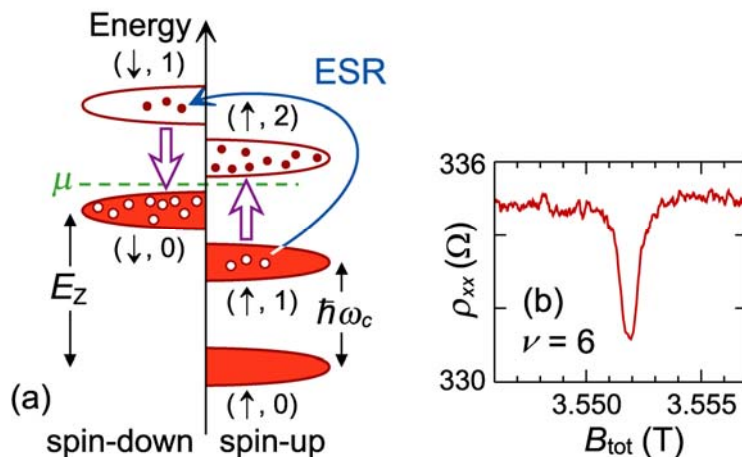 Energy
(↓, 1)
ESR
(↑, 2)
μ
(↓, 0)
E_Z
(↑, 1)
ħω_c
(↑, 0)
(a)
spin-down
spin-up
336
ρ_xx (Ω)
(b)
ν = 6
330
3.550
3.555
B_tot (T)